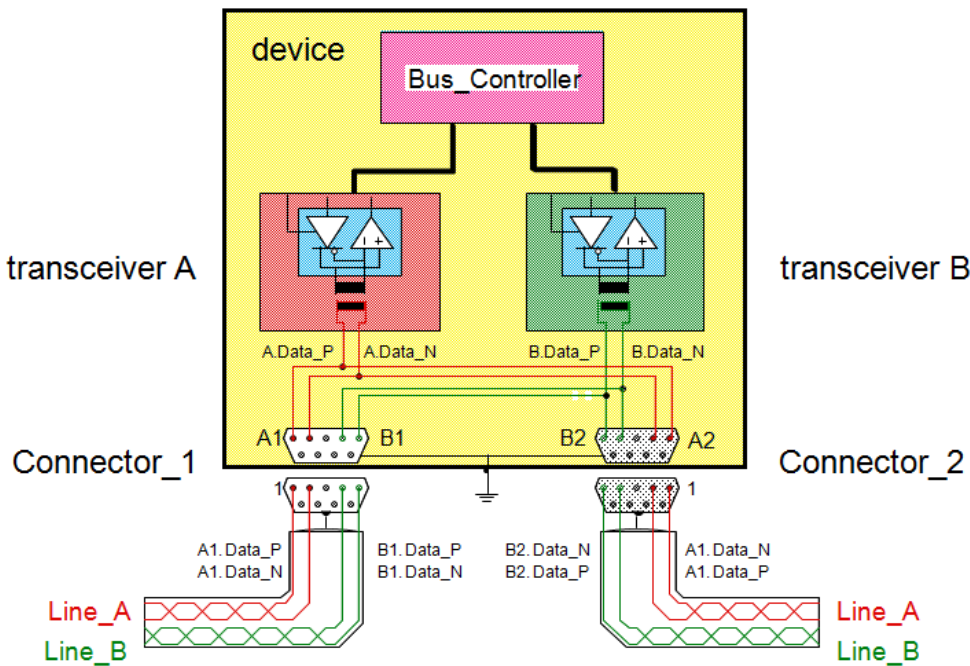 device
Bus_Controller
transceiver A
transceiver B
+
+
A.Data_P
A.Data_N
B.Data_P
B.Data_N
A1
B1
B2
A2
Connector_1
Connector_2
1
1
A1.Data_P
A1.Data_N
B1.Data_P
B1.Data_N
B2.Data_N
B2.Data_P
A1.Data_N
A1.Data_P
Line_A
Line_B
Line_A
Line_B